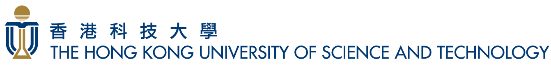 香港科技大學
THE HONG KONG UNIVERSITY OF SCIENCE AND TECHNOLOGY